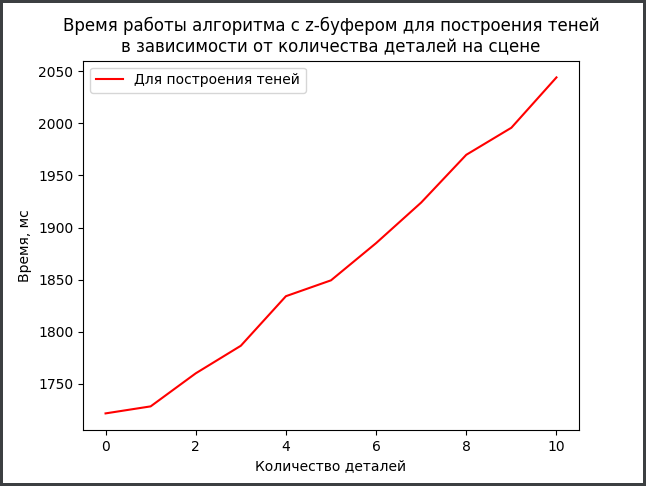 Время работы алгоритма с z-буфером для построения теней
в зависимости от количества деталей на сцене
Для построения теней
2050
2000
1950
1900
1850
1800
1750
Время, мс
0 2 4 6 8 10
Количество деталей